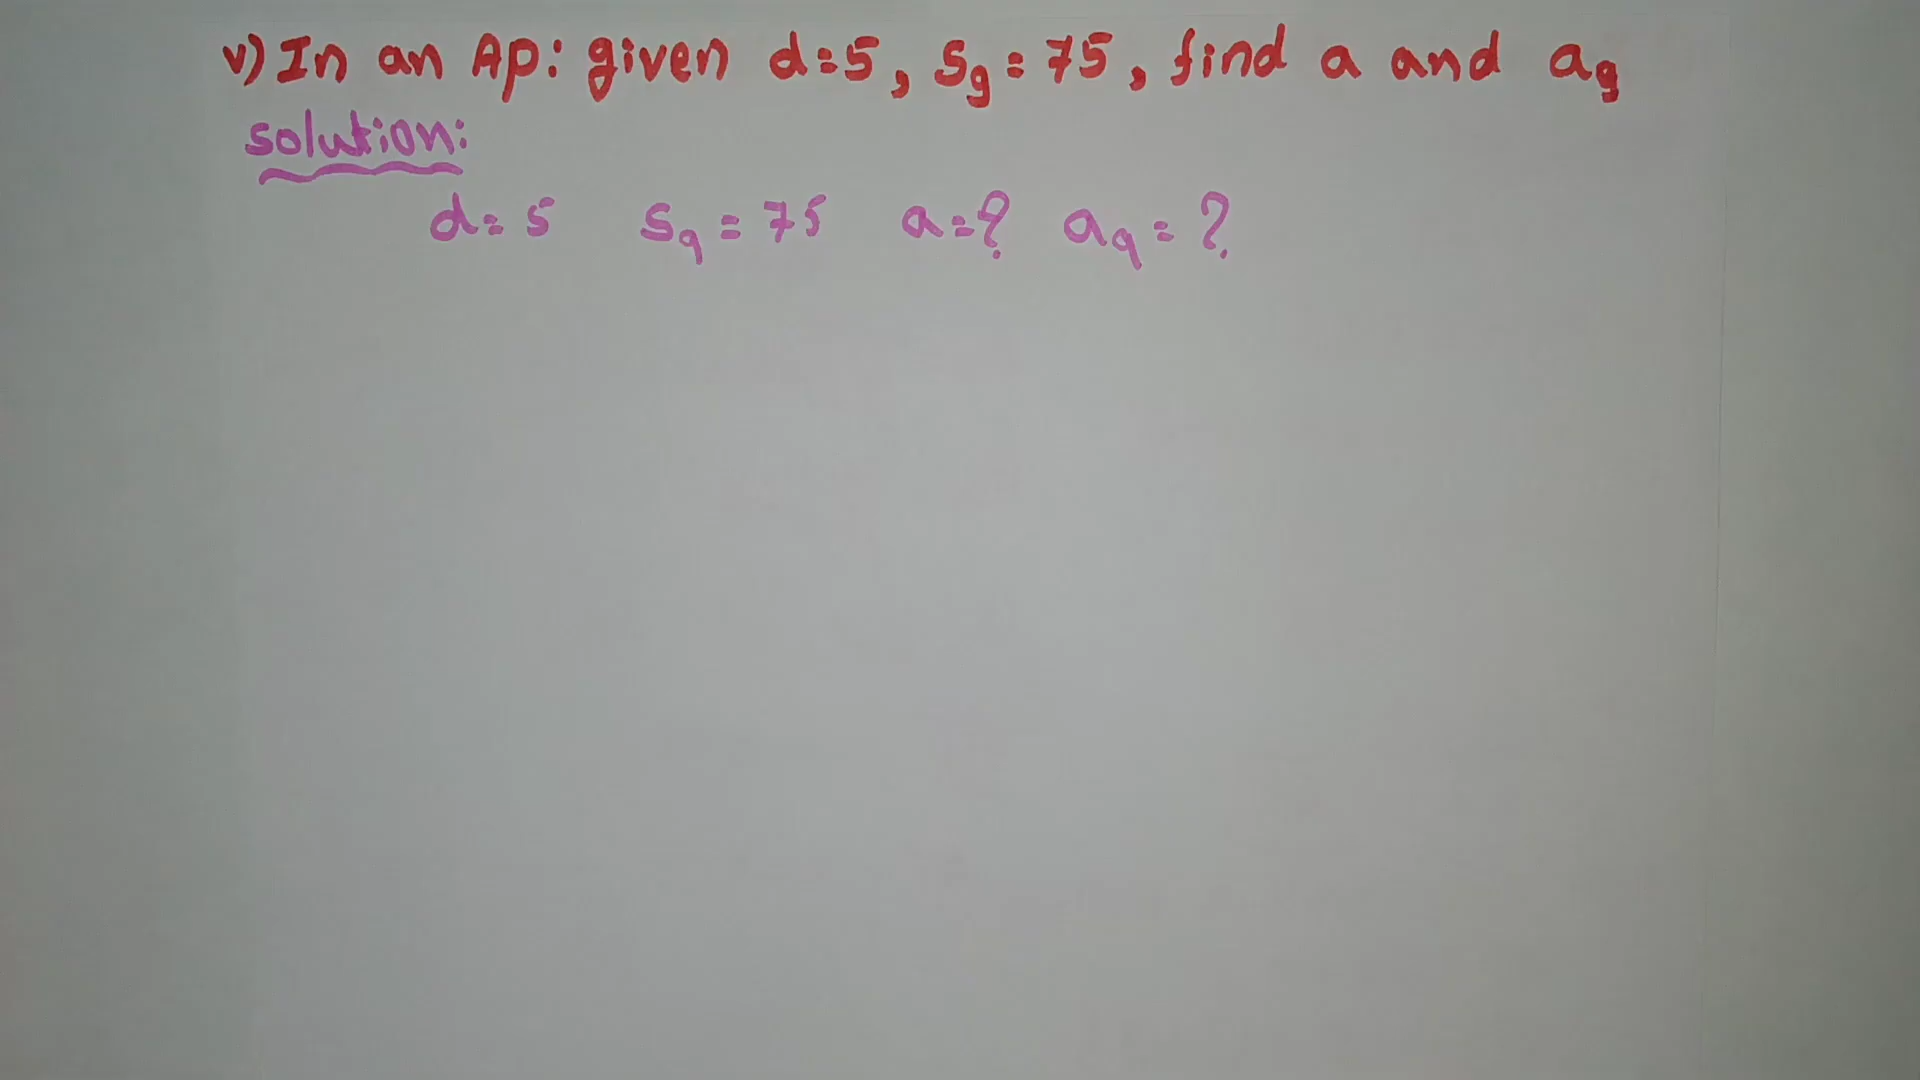 v) In an Ap: given d=5, S₉=75, find a and a₉
solution:
d=5 S₉=75 a=? a₉=?